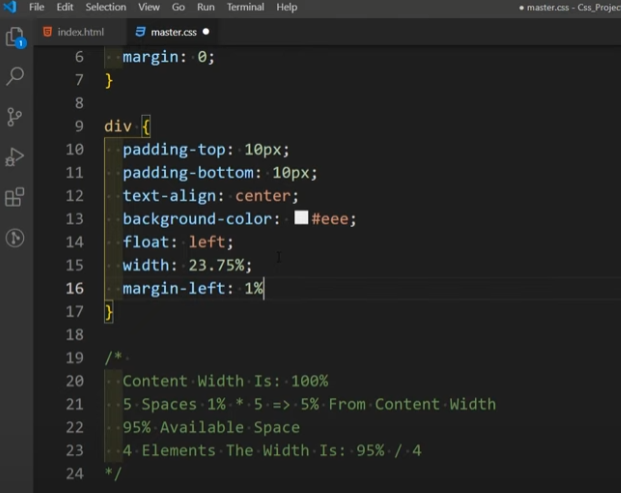 File Edit Selection View Go Run Terminal Help
● master.css - Css_Projec
index.html master.css ●
1
6 margin: 0;
7 }
8
9 div {
10 padding-top: 10px;
11 padding-bottom: 10px;
12 text-align: center;
13 background-color: #eee;
14 float: left;
15 width: 23.75%;
16 margin-left: 1%
17 }
18
19 /*
20 Content Width Is: 100%
21 5 Spaces 1% * 5 => 5% From Content Width
22 95% Available Space
23 4 Elements The Width Is: 95% / 4
24 */